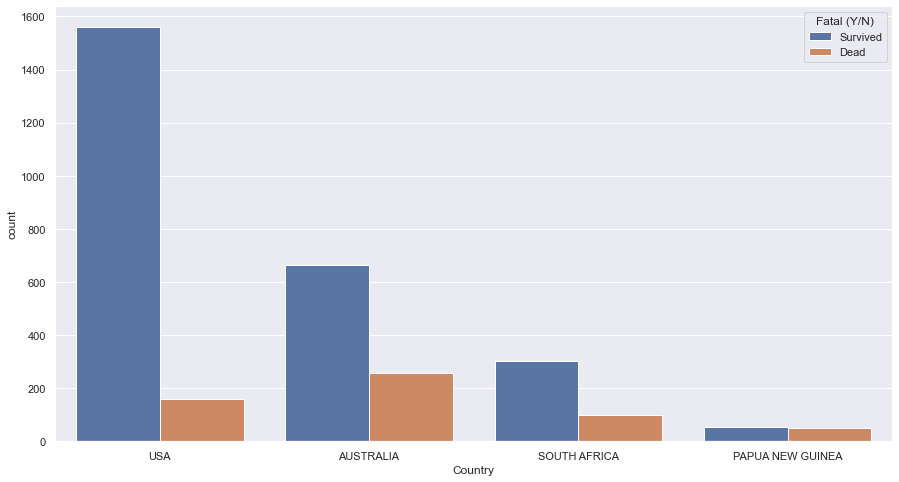 Fatal (Y/N)
Survived
Dead
count
1600
1400
1200
1000
800
600
400
200
0
USA
AUSTRALIA
SOUTH AFRICA
PAPUA NEW GUINEA
Country